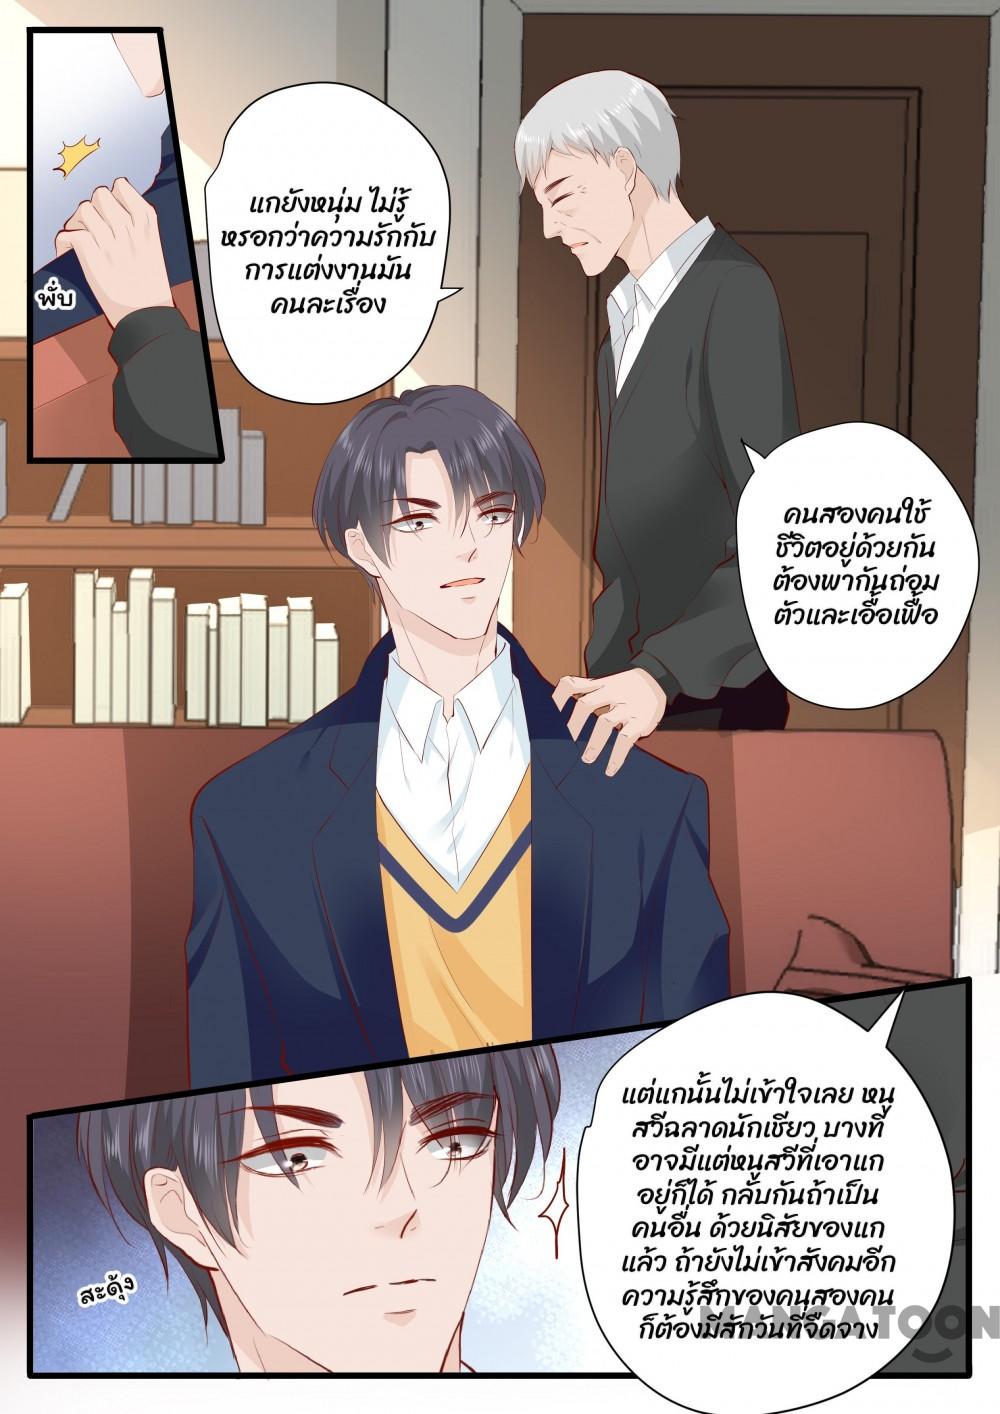 พั่บ
แกยังหนุ่ม ไม่รู้
หรอกว่าความรักกับ
การแต่งงานมัน
คนละเรื่อง
คนสองคนใช้
ชีวิตอยู่ด้วยกัน
ต้องพากันถ่อม
ตัวและเอื้อเฟื้อ
แต่แกนั้นไม่เข้าใจเลย หนู
สวีฉลาดนักเชียว บางที
อาจมีแต่หนูสวีที่เอาแก
อยู่ก็ได้ กลับกันถ้าเป็น
คนอื่น ด้วยนิสัยของแก
แล้ว ถ้ายังไม่เข้าสังคมอีก
ความรู้สึกของคนสองคน
ก็ต้องมีสักวันที่จืดจาง
สะดุ้ง
MANGATOON